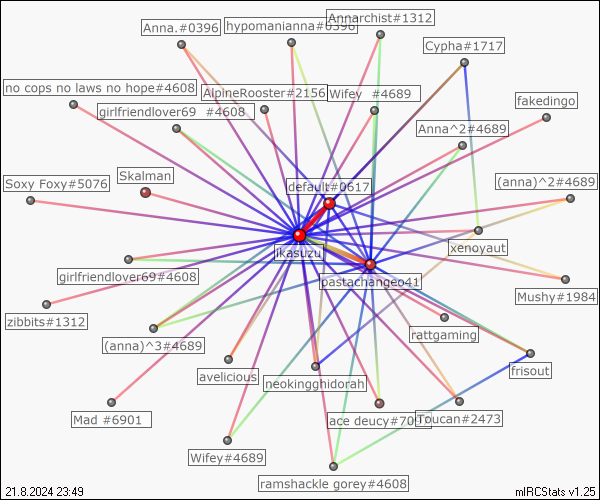 Annarchist#1312
Anna.#0396
hypomanianna#0396
Cypha#1717
no cops no laws no hope#4608
AlpineRooster#2156
Wifey #4689
fakedingo
girlfriendlover69 #4608
Anna^2#4689
Skalman
default#0617
Soxy Foxy#5076
(anna)^2#4689
ikasuzu
xenoyaut
girlfriendlover69#4608
pastachangeo41
Mushy#1984
zibbits#1312
rattgaming
(anna)^3#4689
frisout
avelicious
neokingghidorah
Mad #6901
ace deucy#70
Toucan#2473
Wifey#4689
ramshackle gorey#4608
21.8.2024 23:49
mIRCStats v1.25